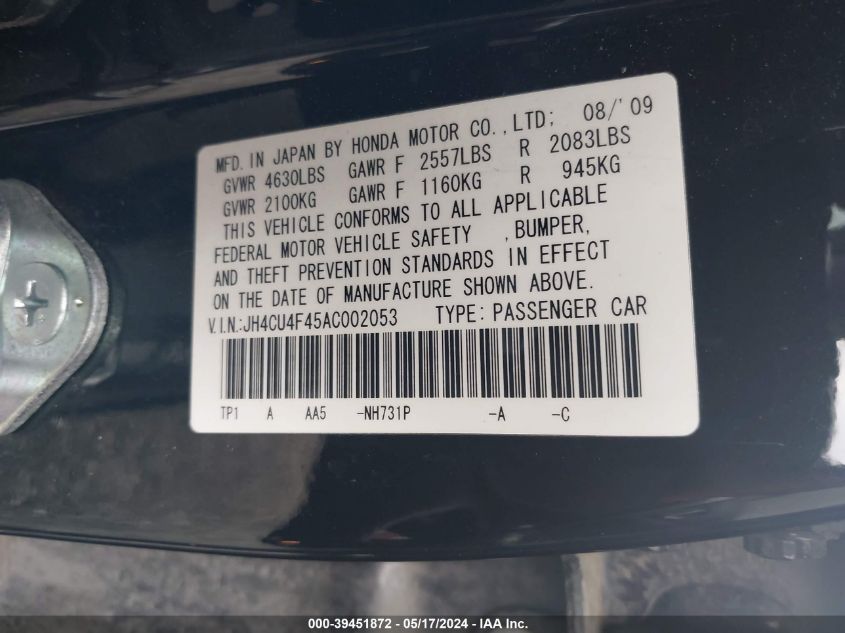 MFD. IN JAPAN BY HONDA MOTOR CO., LTD; 08/'09
GVWR 4630LBS GAWR F 2557LBS R 2083LBS
GVWR 2100KG GAWR F 1160KG R 945KG
THIS VEHICLE CONFORMS TO ALL APPLICABLE
FEDERAL MOTOR VEHICLE SAFETY , BUMPER,
AND THEFT PREVENTION STANDARDS IN EFFECT
ON THE DATE OF MANUFACTURE SHOWN ABOVE.
V.I.N.:JH4CU4F45AC002053 TYPE: PASSENGER CAR
TP1 A AA5 -NH731P -A -C
000-39451872 - 05/17/2024 - IAA Inc.